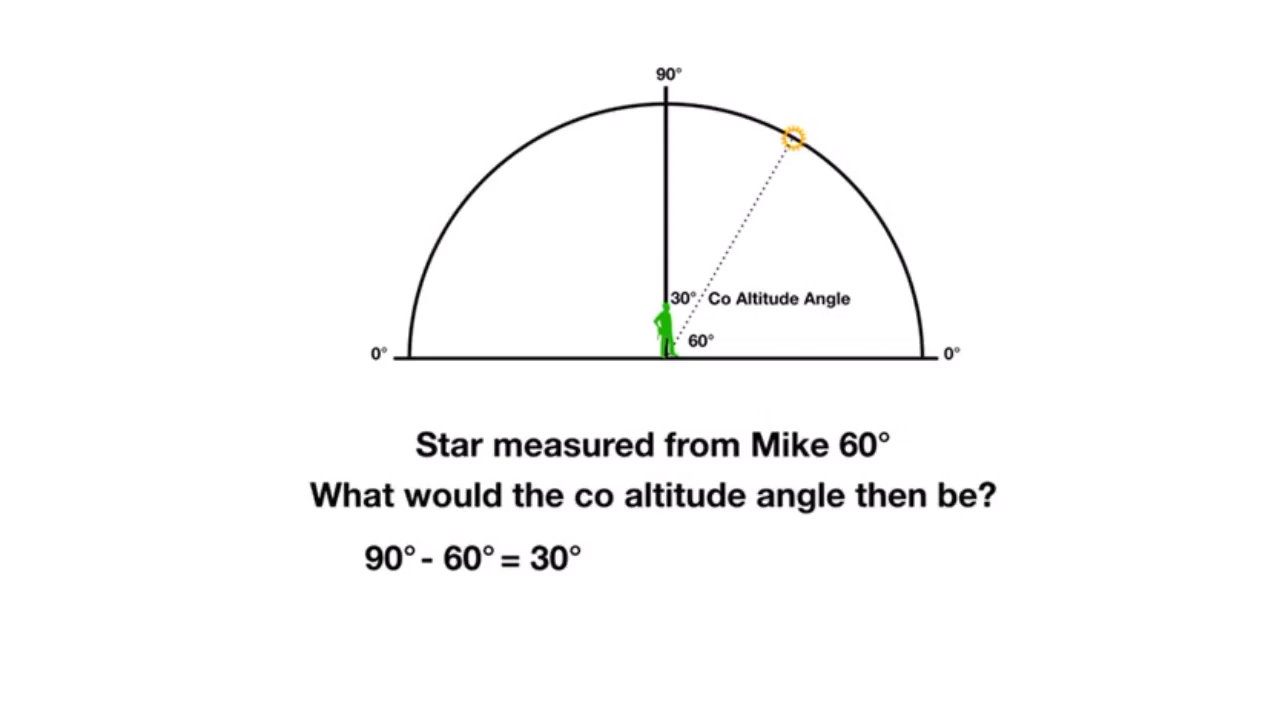 90°
30° Co Altitude Angle
60°
0°
0°
Star measured from Mike 60°
What would the co altitude angle then be?
90° - 60° = 30°